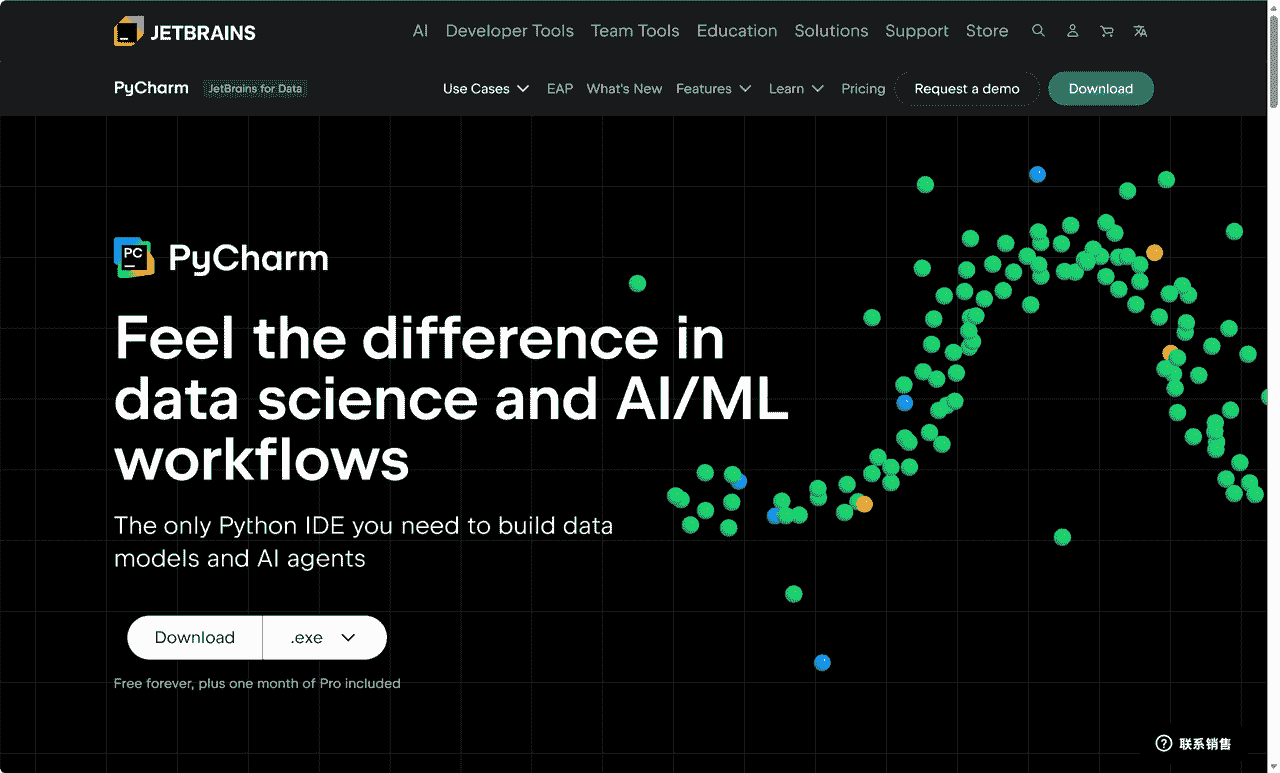 JETBRAINS
AI Developer Tools Team Tools Education Solutions Support Store
PyCharm JetBrains for Data
Use Cases EAP What's New Features Learn Pricing Request a demo Download
PC PyCharm
Feel the difference in
data science and AI/ML
workflows
The only Python IDE you need to build data
models and AI agents
Download .exe
Free forever, plus one month of Pro included
联系销售